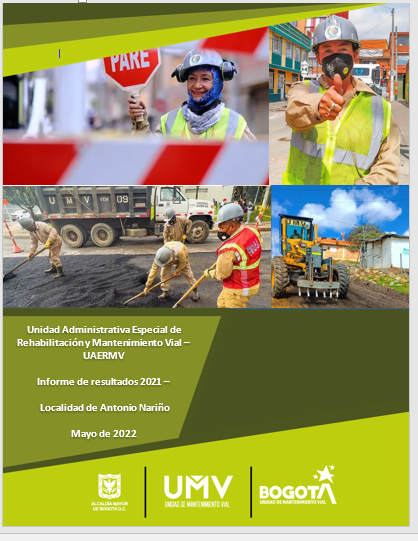 PARE
U M V VOX 09
Unidad Administrativa Especial de
Rehabilitación y Mantenimiento Vial –
UAERMV
Informe de resultados 2021 –
Localidad de Antonio Nariño
Mayo de 2022
ALCALDÍA MAYOR
DE BOGOTÁ D.C.
UMV
UNIDAD DE MANTENIMIENTO VIAL
BOGOTÁ
UNIDAD DE MANTENIMIENTO VIAL